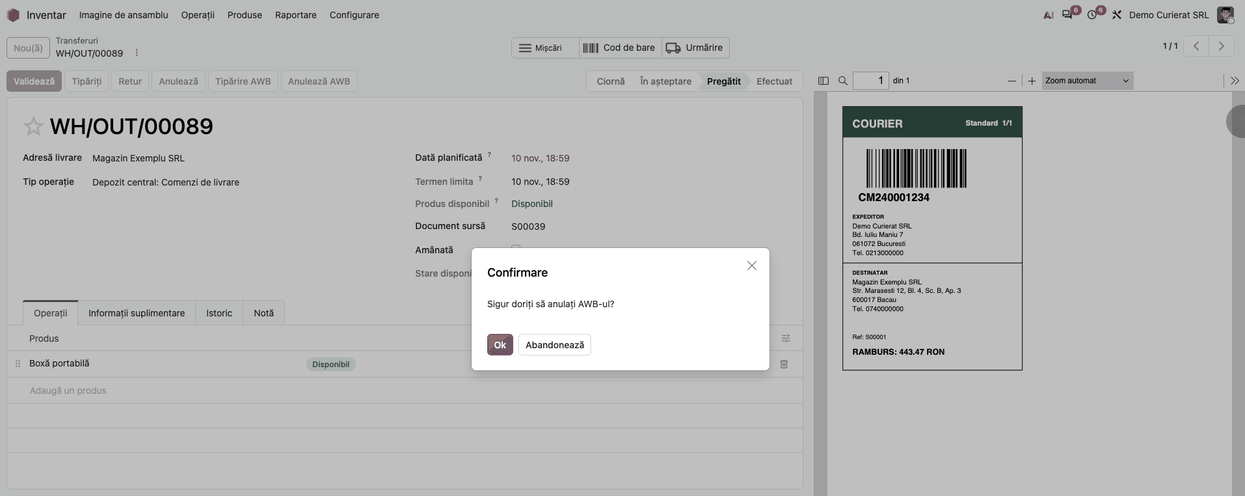 Inventar Imagine de ansamblu Operații Produse Raportare Configurare AI 6 6 Demo Curierat SRL
Nou(ă) Transferuri
WH/OUT/00089
Mișcări Cod de bare Urmărire 1 / 1
Validează Tipăriți Retur Anulează Tipărire AWB Anulează AWB Ciornă În așteptare Pregătit Efectuat
WH/OUT/00089
Adresă livrare Magazin Exemplu SRL
Tip operație Depozit central: Comenzi de livrare
Dată planificată ? 10 nov., 18:59
Termen limita ? 10 nov., 18:59
Produs disponibil ? Disponibil
Document sursă S00039
Amânată
Stare disponi
Operații Informații suplimentare Istoric Notă
Produs
Boxă portabilă Disponibil
Adaugă un produs
Confirmare
Sigur doriți să anulați AWB-ul?
Ok Abandonează
1 din 1 Zoom automat
COURIER Standard 1/1
CM240001234
EXPEDITOR
Demo Curierat SRL
Bd. Iuliu Maniu 7
061072 Bucuresti
Tel. 0213000000
DESTINATAR
Magazin Exemplu SRL
Str. Marasesti 12, Bl. 4, Sc. B, Ap. 3
600017 Bacau
Tel. 0740000000
Ref: S00001
RAMBURS: 443.47 RON